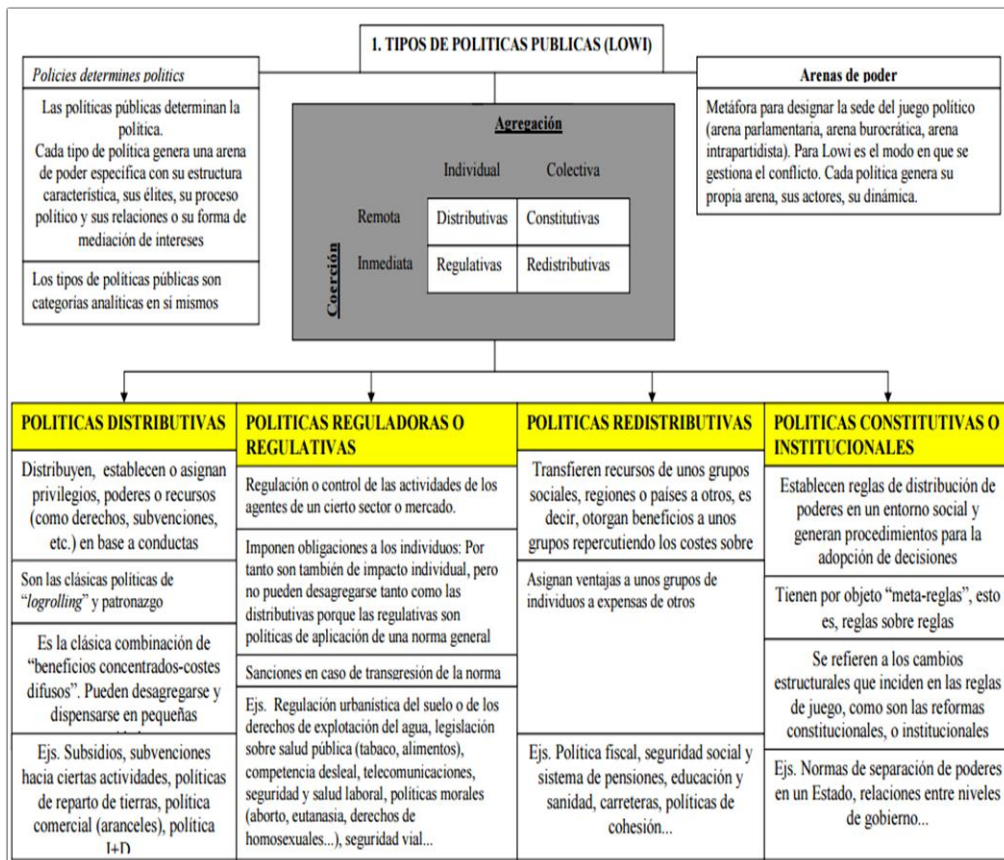 1. TIPOS DE POLITICAS PUBLICAS (LOWI)
Policies determines politics
Las políticas públicas determinan la
política.
Cada tipo de política genera una arena
de poder especifica con su estructura
característica, sus élites, su proceso
político y sus relaciones o su forma de
mediación de intereses
Los tipos de políticas públicas son
categorías analíticas en sí mismos
Agregación
Individual Colectiva
Coerción
Remota Distributivas Constitutivas
Inmediata Regulativas Redistributivas
Arenas de poder
Metáfora para designar la sede del juego político
(arena parlamentaria, arena burocrática, arena
intrapartidista). Para Lowi es el modo en que se
gestiona el conflicto. Cada política genera su
propia arena, sus actores, su dinámica.
POLITICAS DISTRIBUTIVAS
Distribuyen, establecen o asignan
privilegios, poderes o recursos
(como derechos, subvenciones,
etc.) en base a conductas
Son las clásicas políticas de
“logrolling” y patronazgo
Es la clásica combinación de
“beneficios concentrados-costes
difusos”. Pueden desagregarse y
dispensarse en pequeñas
Ejs. Subsidios, subvenciones
hacia ciertas actividades, políticas
de reparto de tierras, política
comercial (aranceles), política
I+D
POLITICAS REGULADORAS O
REGULATIVAS
Regulación o control de las actividades de los
agentes de un cierto sector o mercado.
Imponen obligaciones a los individuos: Por
tanto son también de impacto individual, pero
no pueden desagregarse tanto como las
distributivas porque las regulativas son
políticas de aplicación de una norma general
Sanciones en caso de transgresión de la norma
Ejs. Regulación urbanística del suelo o de los
derechos de explotación del agua, legislación
sobre salud pública (tabaco, alimentos),
competencia desleal, telecomunicaciones,
seguridad y salud laboral, políticas morales
(aborto, eutanasia, derechos de
homosexuales...), seguridad vial...
POLITICAS REDISTRIBUTIVAS
Transfieren recursos de unos grupos
sociales, regiones o países a otros, es
decir, otorgan beneficios a unos
grupos repercutiendo los costes sobre
Asignan ventajas a unos grupos de
individuos a expensas de otros
Ejs. Política fiscal, seguridad social y
sistema de pensiones, educación y
sanidad, carreteras, políticas de
cohesión...
POLITICAS CONSTITUTIVAS O
INSTITUCIONALES
Establecen reglas de distribución de
poderes en un entorno social y
generan procedimientos para la
adopción de decisiones
Tienen por objeto “meta-reglas”, esto
es, reglas sobre reglas
Se refieren a los cambios
estructurales que inciden en las reglas
de juego, como son las reformas
constitucionales, o institucionales
Ejs. Normas de separación de poderes
en un Estado, relaciones entre niveles
de gobierno...